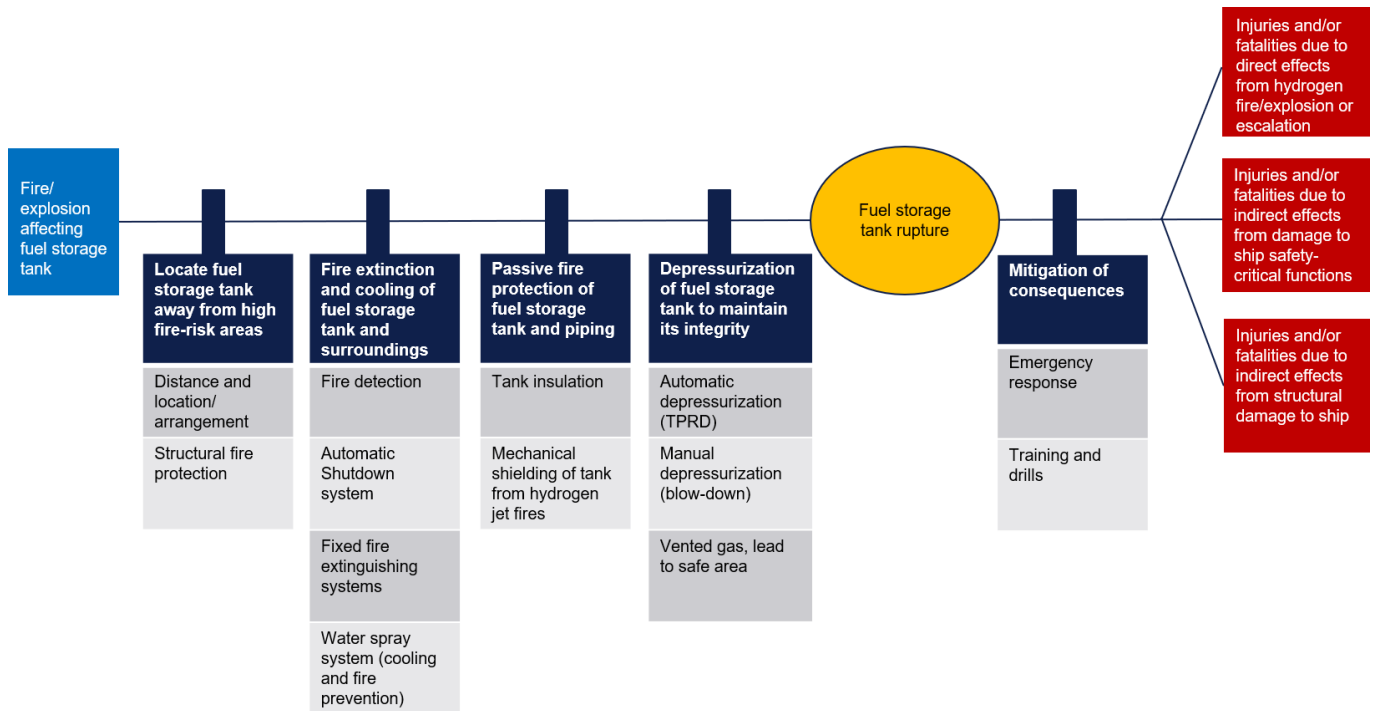 Fire/
explosion
affecting
fuel storage
tank
Locate fuel
storage tank
away from high
fire-risk areas
Distance and
location/
arrangement
Structural fire
protection
Fire extinction
and cooling of
fuel storage
tank and
surroundings
Fire detection
Automatic
Shutdown
system
Fixed fire
extinguishing
systems
Water spray
system (cooling
and fire
prevention)
Passive fire
protection of
fuel storage
tank and piping
Tank insulation
Mechanical
shielding of tank
from hydrogen
jet fires
Depressurization
of fuel storage
tank to maintain
its integrity
Automatic
depressurization
(TPRD)
Manual
depressurization
(blow-down)
Vented gas, lead
to safe area
Fuel storage
tank rupture
Mitigation of
consequences
Emergency
response
Training and
drills
Injuries and/or
fatalities due to
direct effects
from hydrogen
fire/explosion or
escalation
Injuries and/or
fatalities due to
indirect effects
from damage to
ship safety-
critical functions
Injuries and/or
fatalities due to
indirect effects
from structural
damage to ship